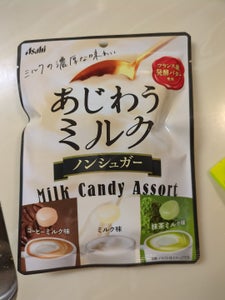 Asahi
ミルクの濃厚な味わい
フランス産
発酵バター
使用
あじわう
ミルク
ノンシュガー
Milk Candy Assort
コーヒーミルク味
ミルク味
抹茶ミルク味